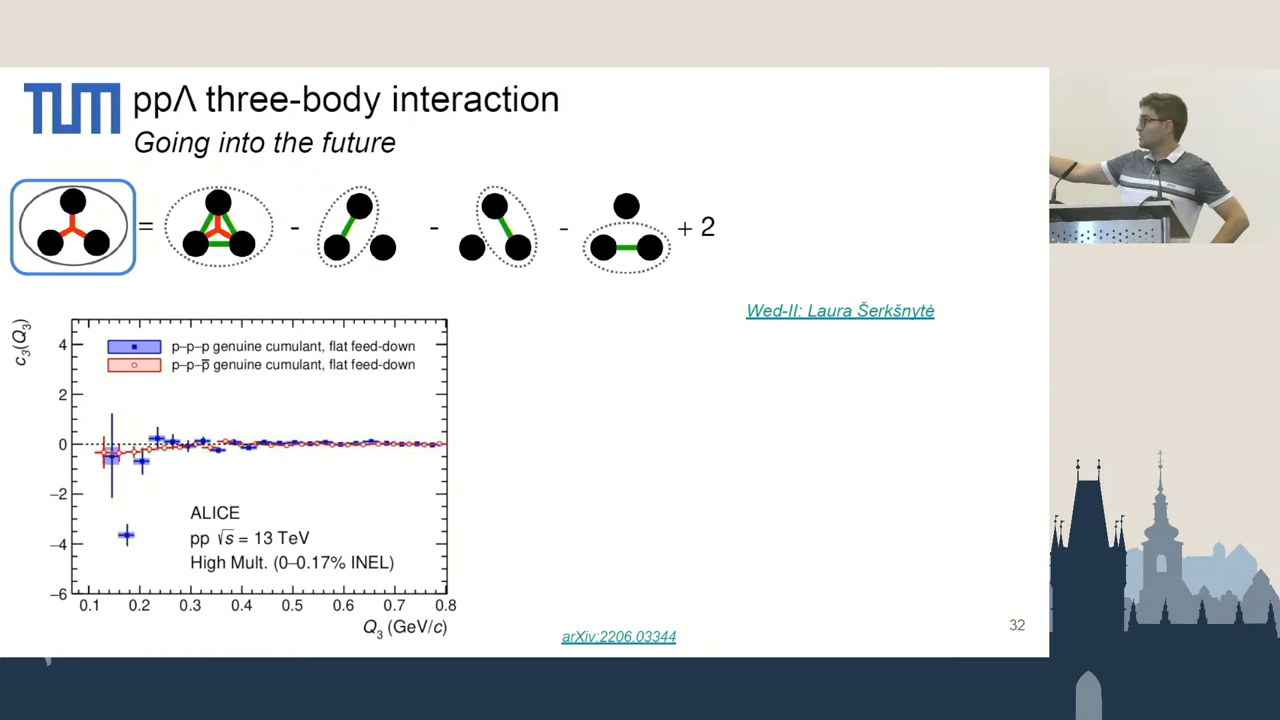 TUM
ppΛ three-body interaction
Going into the future
= - - - + 2
Wed-II: Laura Šerkšnytė
c₃(Q₃)
4
2
0
−2
−4
−6
p–p–p genuine cumulant, flat feed-down
p–p–p̅ genuine cumulant, flat feed-down
ALICE
pp √s = 13 TeV
High Mult. (0–0.17% INEL)
0.1 0.2 0.3 0.4 0.5 0.6 0.7 0.8
Q₃ (GeV/c)
arXiv:2206.03344
32